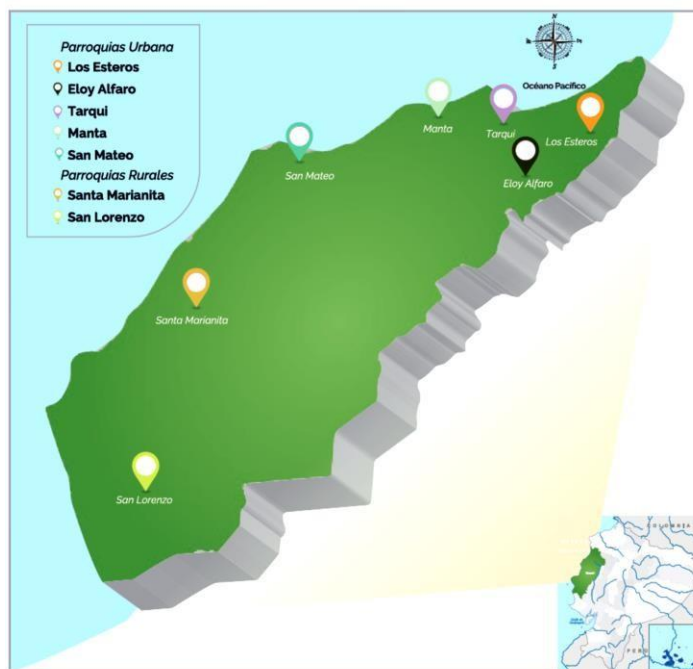 Parroquias Urbana
Los Esteros
Eloy Alfaro
Tarqui
Manta
San Mateo
Parroquias Rurales
Santa Marianita
San Lorenzo
Océano Pacífico
Manta
Tarqui
Los Esteros
San Mateo
Eloy Alfaro
Santa Marianita
San Lorenzo
COLOMBIA